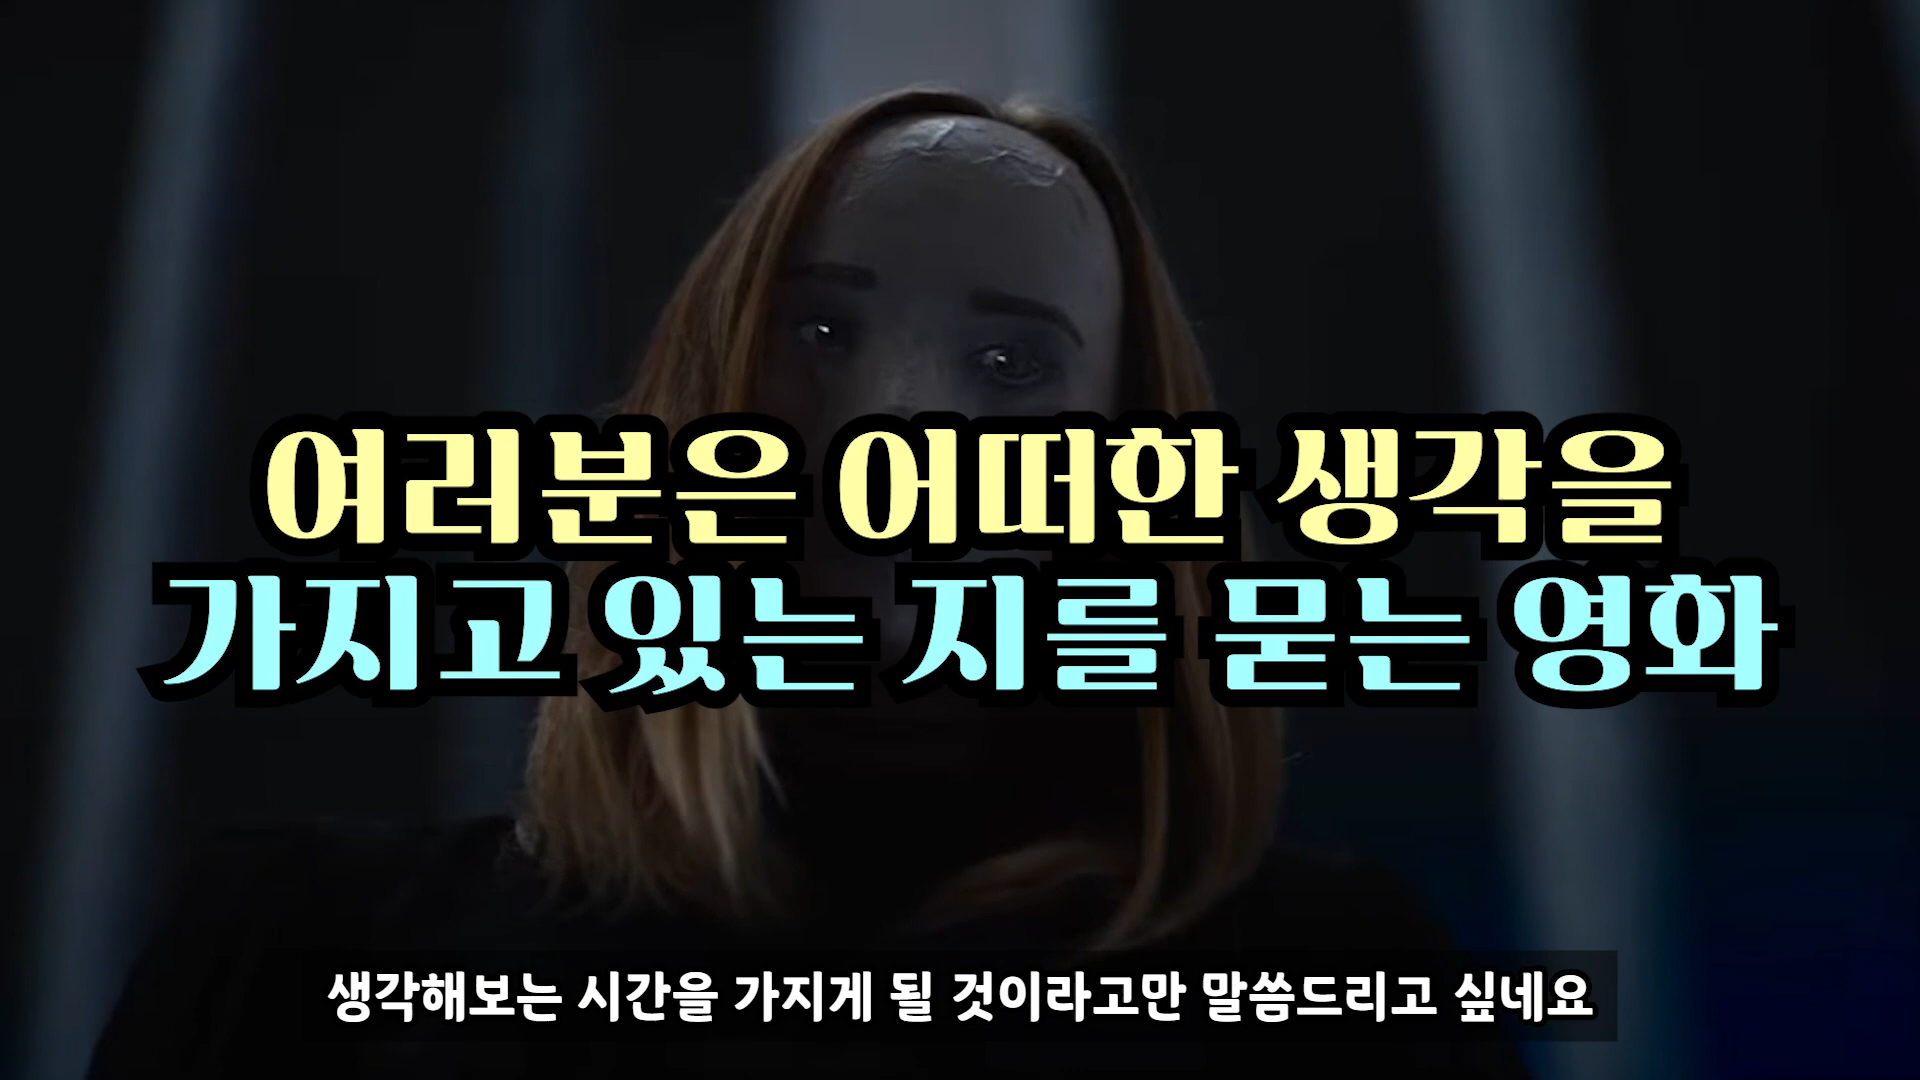 여러분은 어떠한 생각을
가지고 있는 지를 묻는 영화
생각해보는 시간을 가지게 될 것이라고만 말씀드리고 싶네요